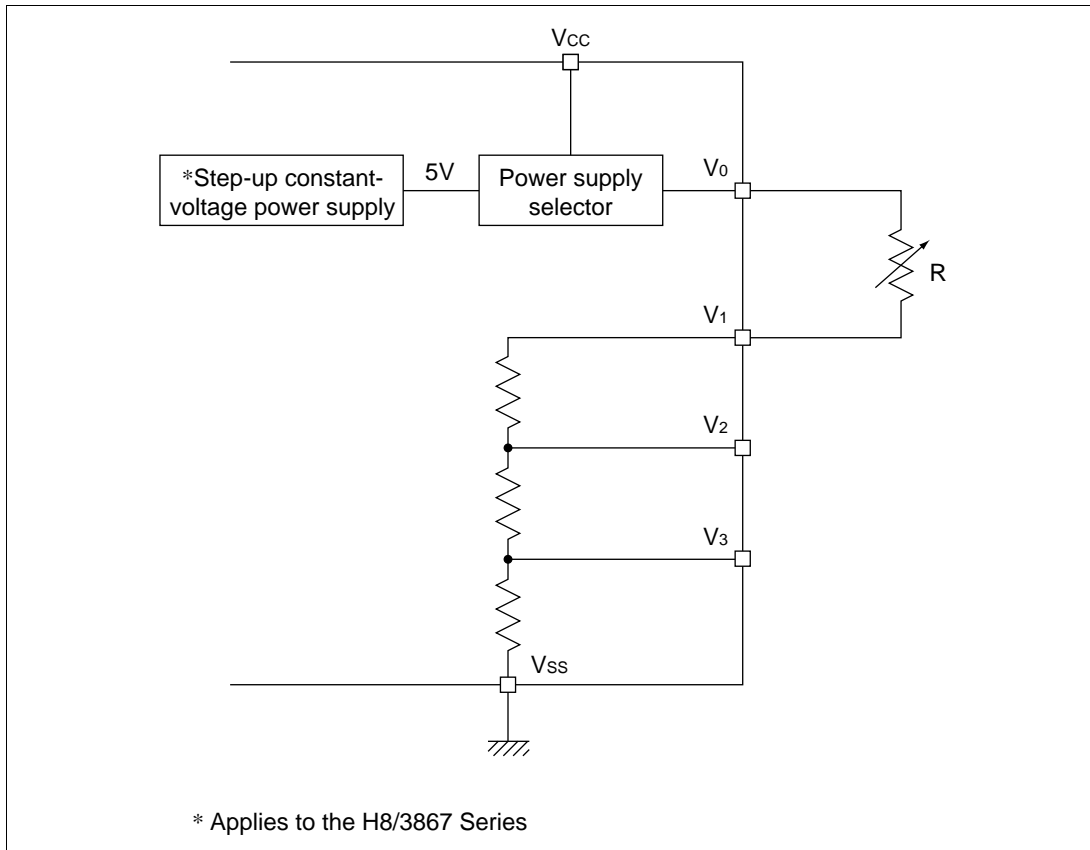 VCC
*Step-up constant-
voltage power supply
5V
Power supply
selector
V0
R
V1
V2
V3
VSS
* Applies to the H8/3867 Series